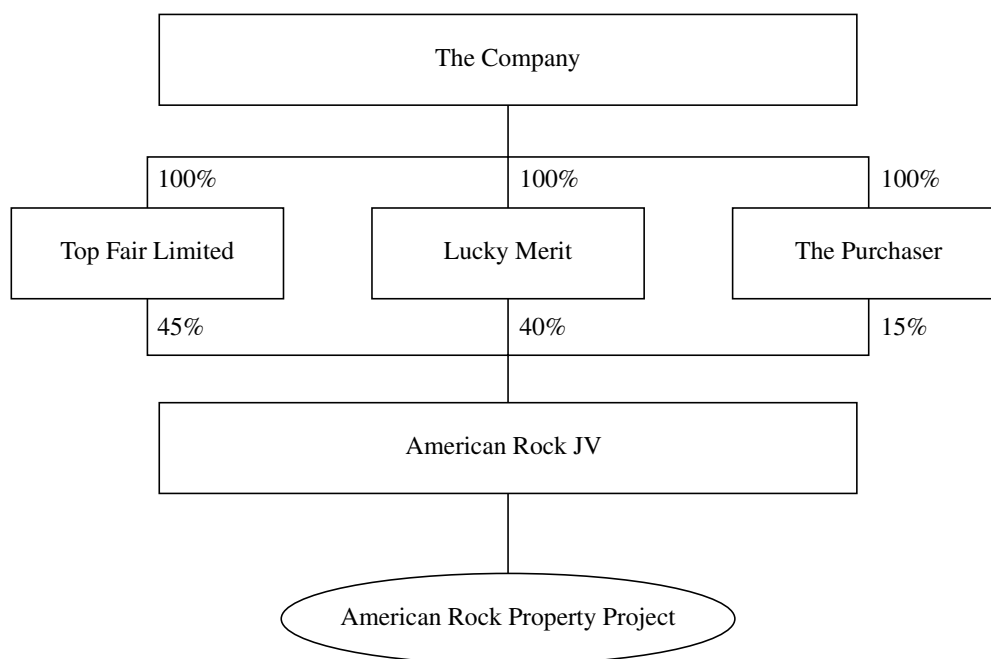 The Company
100%
100%
100%
Top Fair Limited
Lucky Merit
The Purchaser
45%
40%
15%
American Rock JV
American Rock Property Project